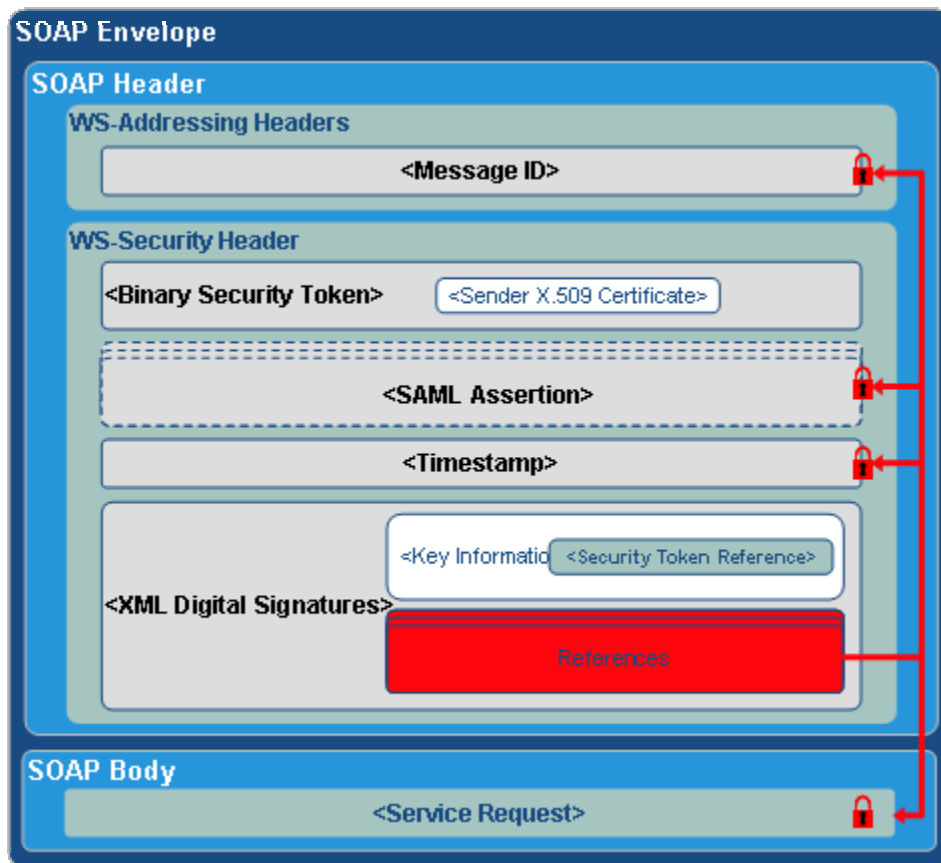 SOAP Envelope
SOAP Header
WS-Addressing Headers
<Message ID>
WS-Security Header
<Binary Security Token> <Sender X.509 Certificate>
<SAML Assertion>
<Timestamp>
<Key Informatio <Security Token Reference>
<XML Digital Signatures>
References
SOAP Body
<Service Request>